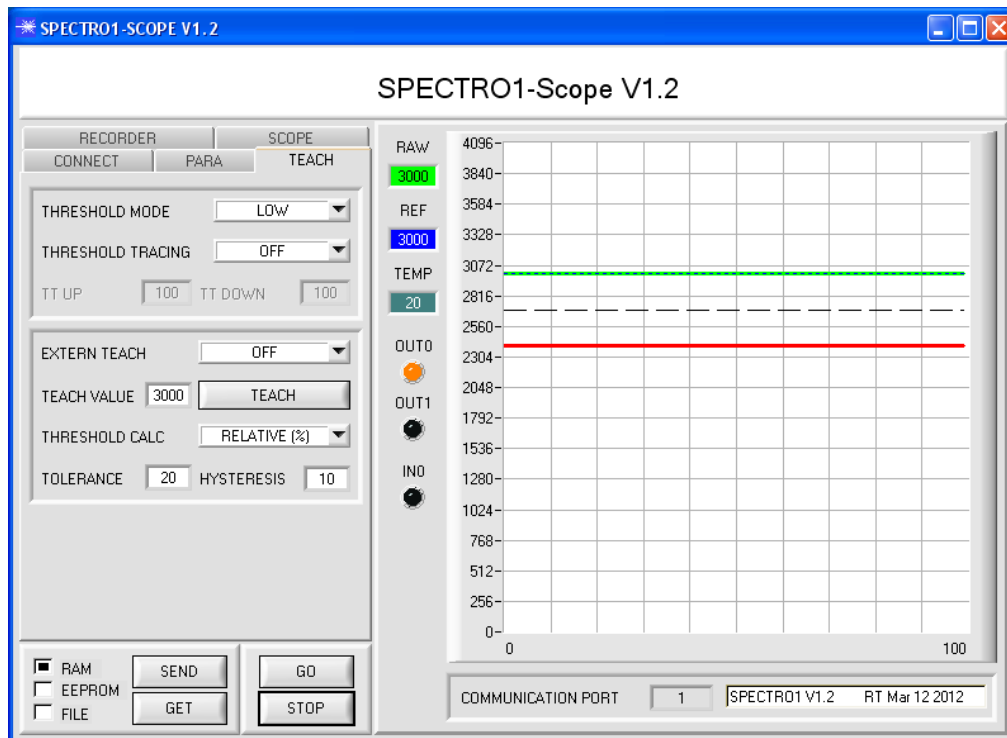 SPECTRO1-SCOPE V1.2
SPECTRO1-Scope V1.2
RECORDER SCOPE
CONNECT PARA TEACH
THRESHOLD MODE LOW
THRESHOLD TRACING OFF
TT UP 100 TT DOWN 100
EXTERN TEACH OFF
TEACH VALUE 3000 TEACH
THRESHOLD CALC RELATIVE (%)
TOLERANCE 20 HYSTERESIS 10
RAM
EEPROM
FILE
SEND
GET
GO
STOP
RAW
3000
REF
3000
TEMP
20
OUT0
OUT1
IN0
4096
3840
3584
3328
3072
2816
2560
2304
2048
1792
1536
1280
1024
768
512
256
0
0 100
COMMUNICATION PORT 1 SPECTRO1 V1.2 RT Mar 12 2012